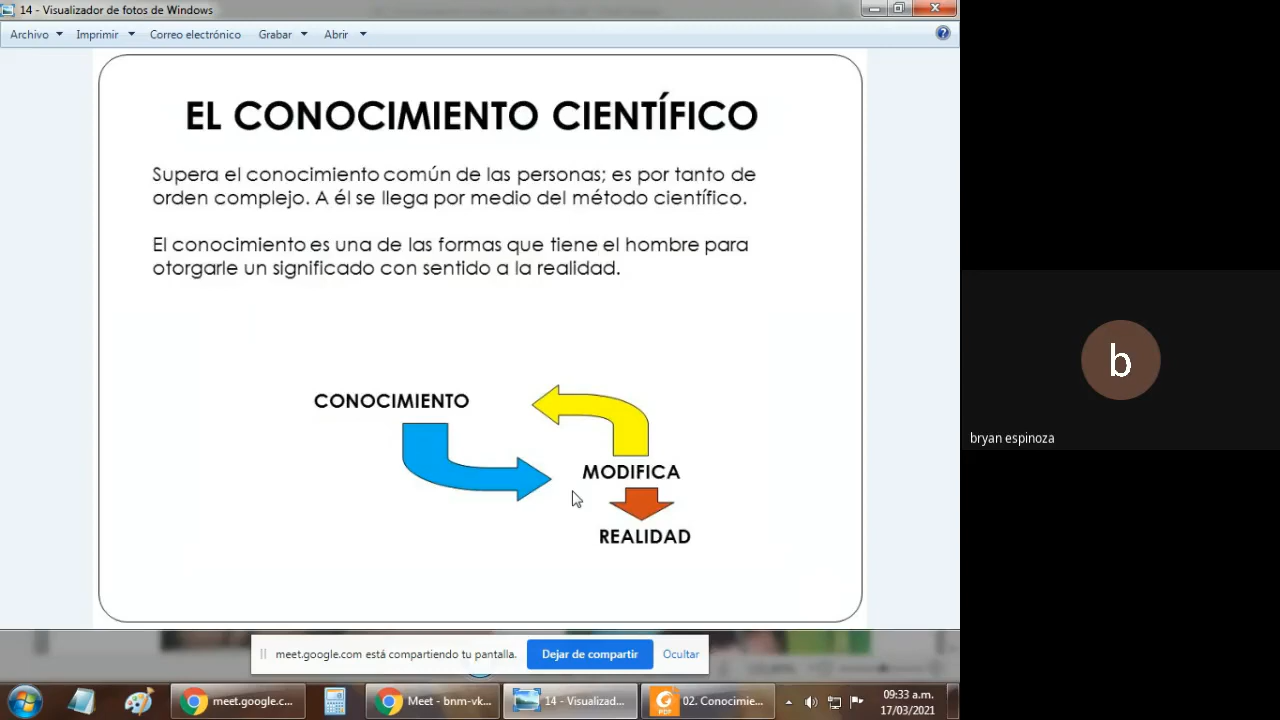 14 - Visualizador de fotos de Windows
Archivo Imprimir Correo electrónico Grabar Abrir
EL CONOCIMIENTO CIENTÍFICO
Supera el conocimiento común de las personas; es por tanto de
orden complejo. A él se llega por medio del método científico.
El conocimiento es una de las formas que tiene el hombre para
otorgarle un significado con sentido a la realidad.
CONOCIMIENTO
MODIFICA
REALIDAD
b
bryan espinoza
meet.google.com está compartiendo tu pantalla. Dejar de compartir Ocultar
meet.google.c... Meet - bnm-vk... 14 - Visualizad... 02. Conocimie...
09:33 a.m.
17/03/2021